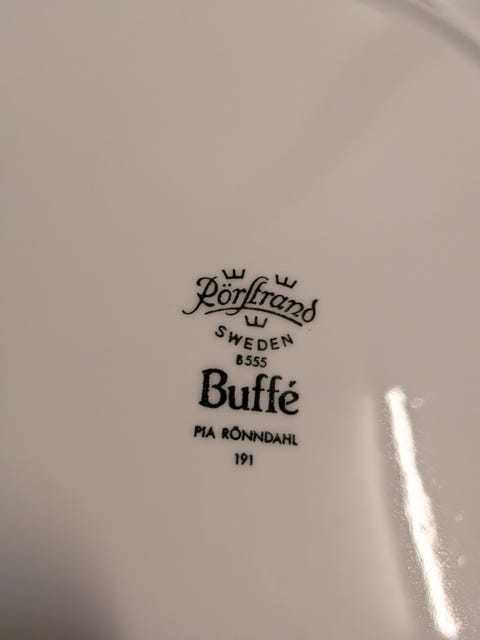 Rörstrand
SWEDEN
B555
Buffé
PIA RÖNNDAHL
191